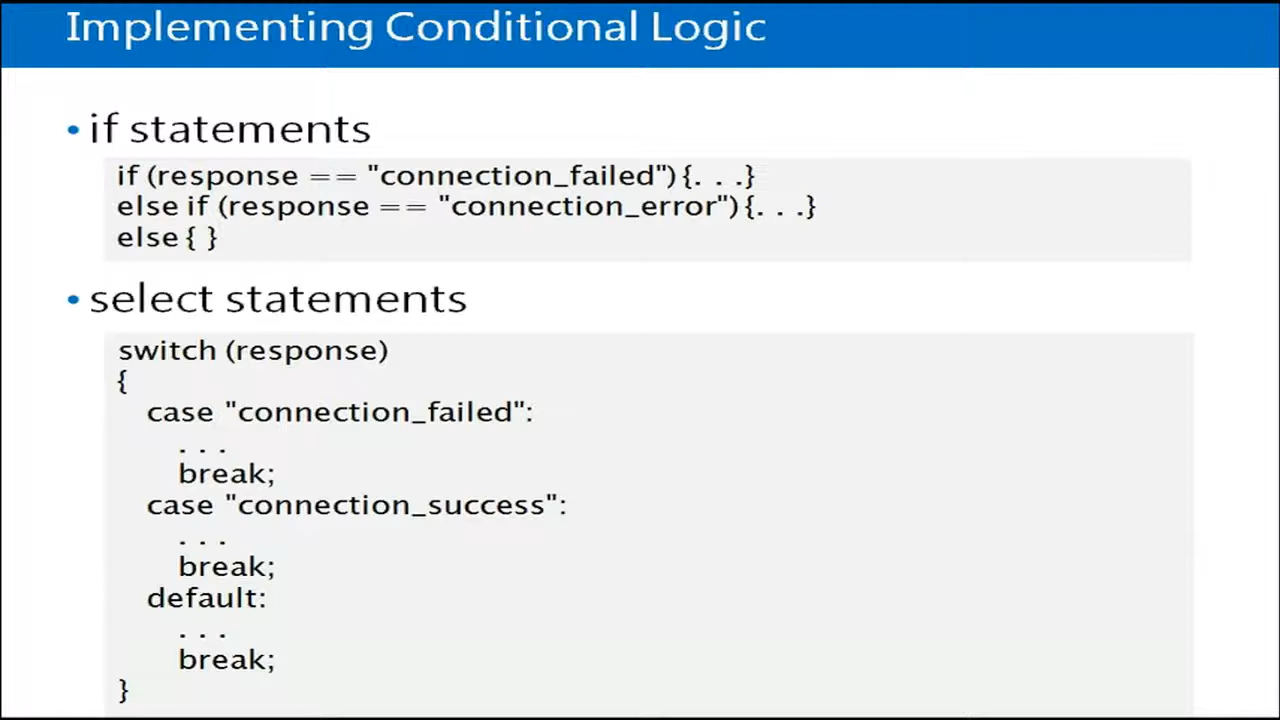 Implementing Conditional Logic
• if statements
if (response == "connection_failed") {. . .}
else if (response == "connection_error") {. . .}
else { }
• select statements
switch (response)
{
case "connection_failed":
. . .
break;
case "connection_success":
. . .
break;
default:
. . .
break;
}